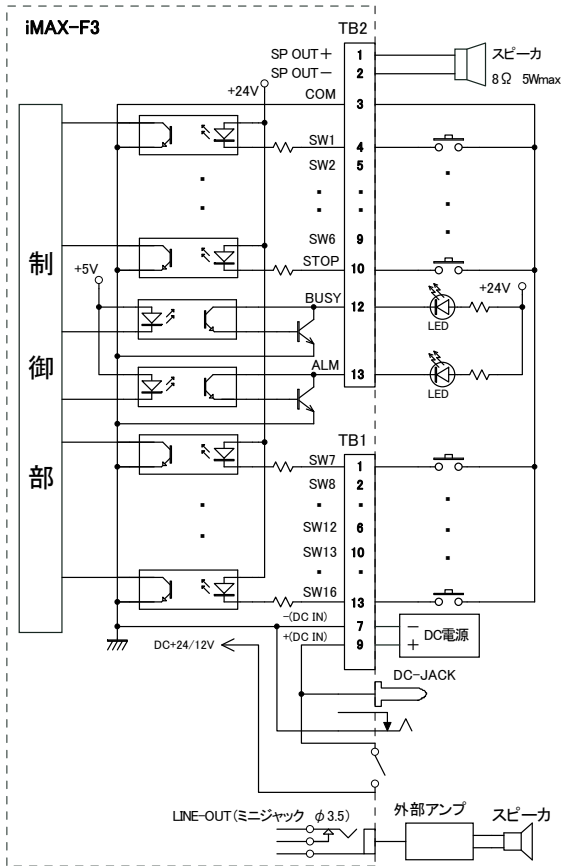 iMAX-F3
TB2
SP OUT＋ 1 スピーカ
SP OUT－ 2 8Ω 5Wmax
+24V COM 3
SW1 4
SW2 5
SW6 9
制
STOP 10
+5V +24V
BUSY 12
LED
御
ALM 13
LED
TB1
SW7 1
部
SW8 2
SW12 6
SW13 10
SW16 13
−(DC IN) 7 − DC電源
DC+24/12V +(DC IN) 9 +
DC-JACK
LINE-OUT(ミニジャック φ3.5) 外部アンプ スピーカ